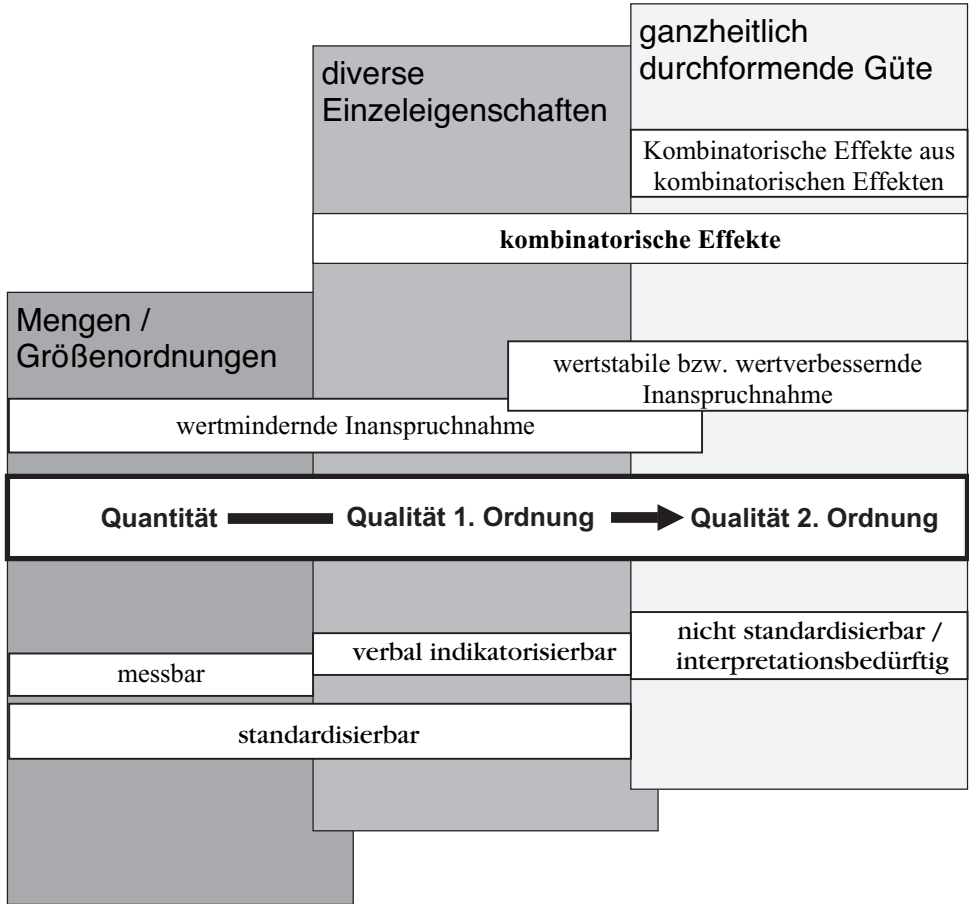 ganzheitlich
durchformende Güte
diverse
Einzeleigenschaften
Kombinatorische Effekte aus
kombinatorischen Effekten
kombinatorische Effekte
Mengen /
Größenordnungen
wertstabile bzw. wertverbessernde
Inanspruchnahme
wertmindernde Inanspruchnahme
Quantität Qualität 1. Ordnung Qualität 2. Ordnung
nicht standardisierbar /
interpretationsbedürftig
verbal indikatorisierbar
messbar
standardisierbar